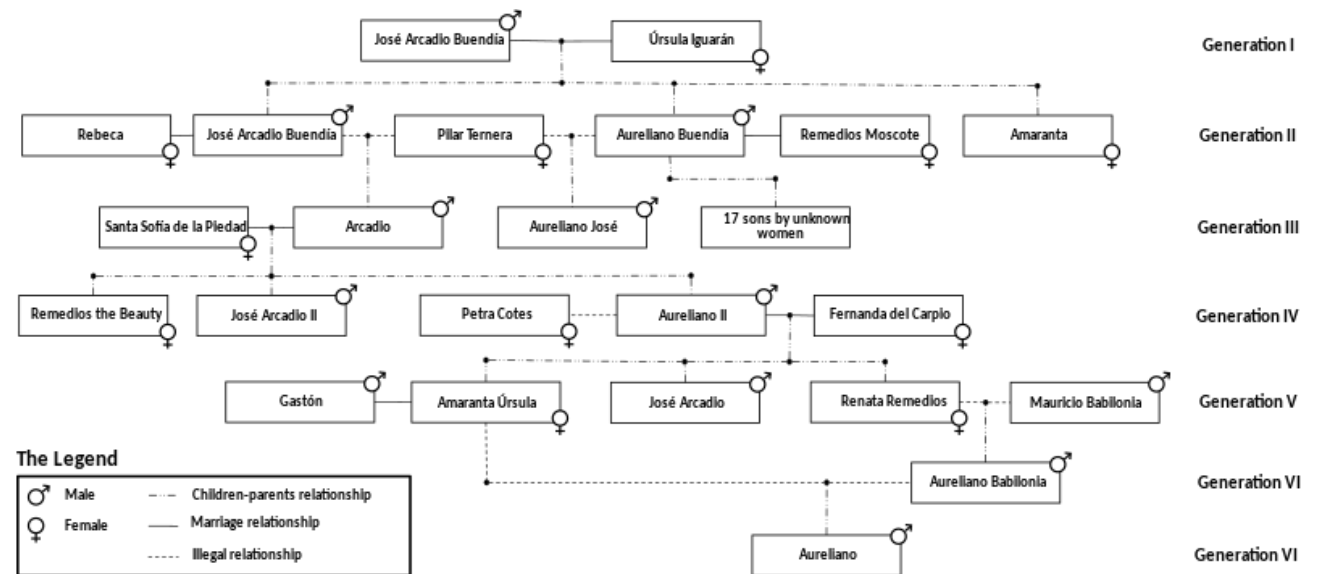 José Arcadio Buendía
Úrsula Iguarán
Generation I
Rebeca
José Arcadio Buendía
Pilar Ternera
Aureliano Buendía
Remedios Moscote
Amaranta
Generation II
Santa Sofía de la Piedad
Arcadio
Aureliano José
17 sons by unknown
women
Generation III
Remedios the Beauty
José Arcadio II
Petra Cotes
Aureliano II
Fernanda del Carpio
Generation IV
Gastón
Amaranta Úrsula
José Arcadio
Renata Remedios
Mauricio Babilonia
Generation V
Aureliano Babilonia
Generation VI
Aureliano
Generation VI
The Legend
Male
Children-parents relationship
Female
Marriage relationship
Illegal relationship